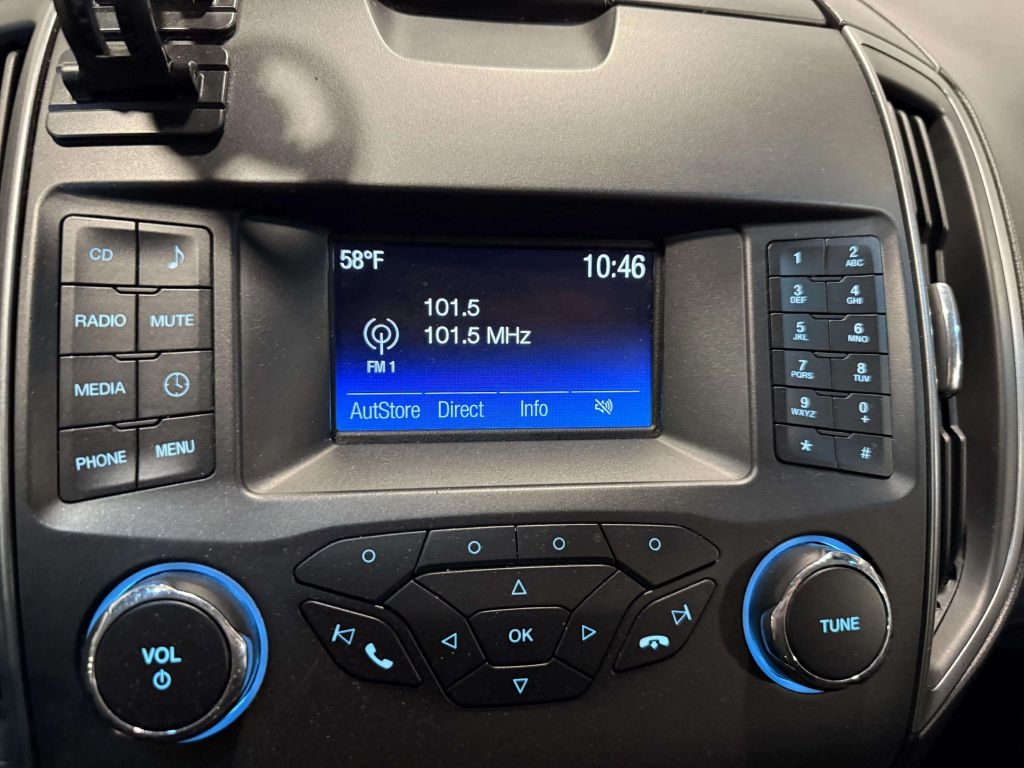 58°F
10:46
101.5
101.5 MHz
FM 1
AutStore Direct Info
CD
RADIO MUTE
MEDIA
PHONE MENU
1 2 ABC
3 DEF 4 GHI
5 JKL 6 MNO
7 PQRS 8 TUV
9 WXYZ 0 +
* #
OK
VOL
TUNE